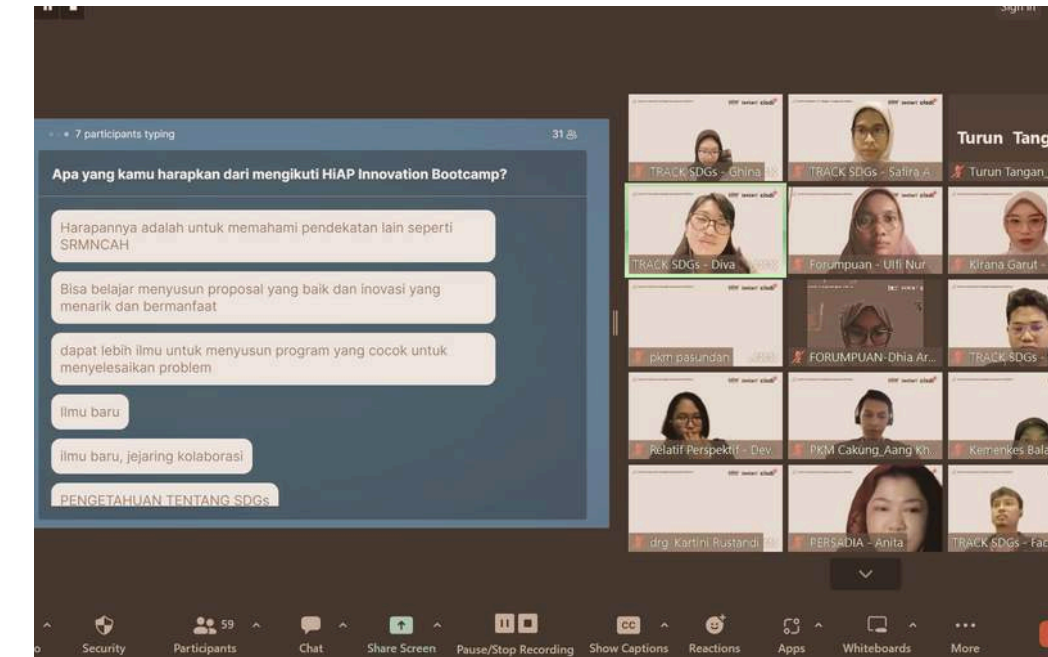 Sign in
7 participants typing
31
Apa yang kamu harapkan dari mengikuti HiAP Innovation Bootcamp?
Harapannya adalah untuk memahami pendekatan lain seperti
SRMNCAH
Bisa belajar menyusun proposal yang baik dan inovasi yang
menarik dan bermanfaat
dapat lebih ilmu untuk menyusun program yang cocok untuk
menyelesaikan problem
Ilmu baru
ilmu baru, jejaring kolaborasi
PENGETAHUAN TENTANG SDGs
TRACK SDGs - Ghina
TRACK SDGs - Safira A
Turun Tang
Turun Tangan_
TRACK SDGs - Diva
Forumpuan - Ulfi Nur
Kirana Garut -
pkm pasundan
FORUMPUAN-Dhia Ar...
TRACK SDGs -
Relatif Perspektif - Dev
PKM Cakung_Aang Kh
Kemenkes Bala
drg. Kartini Rustandi
PERSADIA - Anita
TRACK SDGs - Fac
Security
59
Participants
Chat
Share Screen
Pause/Stop Recording
CC
Show Captions
Reactions
Apps
Whiteboards
More